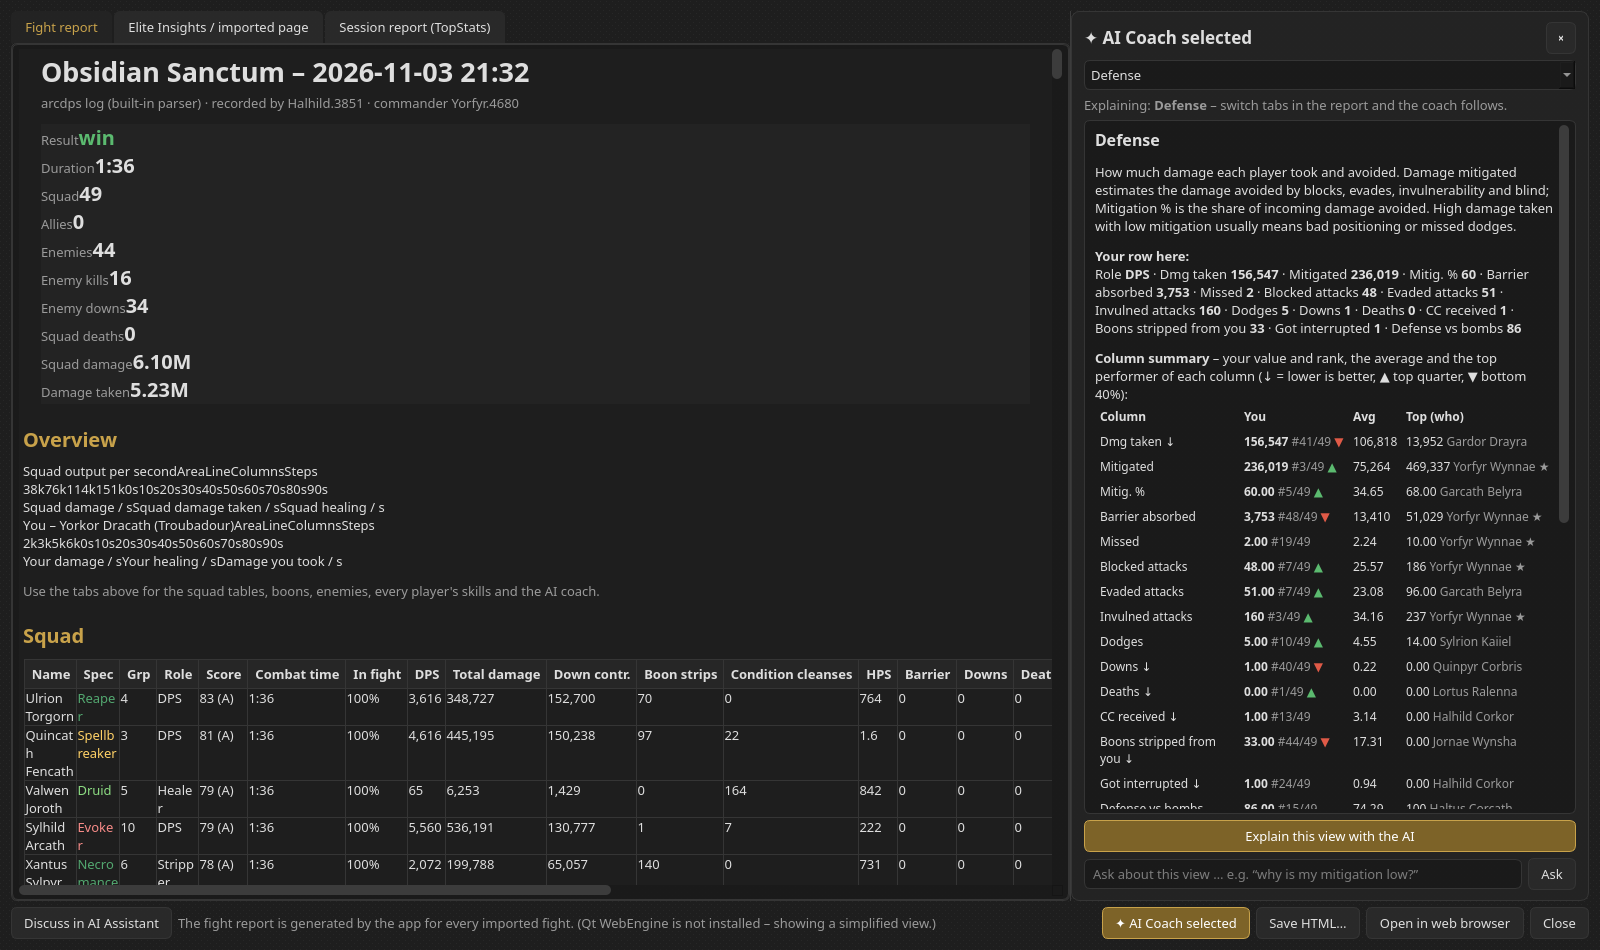 Fight report
Elite Insights / imported page
Session report (TopStats)
Obsidian Sanctum – 2026-11-03 21:32
arcdps log (built-in parser) · recorded by Halhild.3851 · commander Yorfyr.4680
Resultwin
Duration1:36
Squad49
Allies0
Enemies44
Enemy kills16
Enemy downs34
Squad deaths0
Squad damage6.10M
Damage taken5.23M
Overview
Squad output per secondAreaLineColumnsSteps
38k76k114k151k0s10s20s30s40s50s60s70s80s90s
Squad damage / sSquad damage taken / sSquad healing / s
You – Yorkor Dracath (Troubadour)AreaLineColumnsSteps
2k3k5k6k0s10s20s30s40s50s60s70s80s90s
Your damage / sYour healing / sDamage you took / s
Use the tabs above for the squad tables, boons, enemies, every player's skills and the AI coach.
Squad
Name Spec Grp Role Score Combat time In fight DPS Total damage Down contr. Boon strips Condition cleanses HPS Barrier Downs Deat
Ulrion Reape 4 DPS 83 (A) 1:36 100% 3,616 348,727 152,700 70 0 764 0 0 0
Torgorn r
Quincat Spellb 3 DPS 81 (A) 1:36 100% 4,616 445,195 150,238 97 22 1.6 0 0 0
h reaker
Fencath
Valwen Druid 5 Heale 79 (A) 1:36 100% 65 6,253 1,429 0 164 842 0 0 0
Joroth r
Sylhild Evoke 10 DPS 79 (A) 1:36 100% 5,560 536,191 130,777 1 7 222 0 0 0
Arcath r
Xantus Necro 6 Stripp 78 (A) 1:36 100% 2,072 199,788 65,057 140 0 731 0 0 0
Sylpyr mance er
✦ AI Coach selected
×
Defense
Explaining: Defense – switch tabs in the report and the coach follows.
Defense
How much damage each player took and avoided. Damage mitigated
estimates the damage avoided by blocks, evades, invulnerability and blind;
Mitigation % is the share of incoming damage avoided. High damage taken
with low mitigation usually means bad positioning or missed dodges.
Your row here:
Role DPS · Dmg taken 156,547 · Mitigated 236,019 · Mitig. % 60 · Barrier
absorbed 3,753 · Missed 2 · Blocked attacks 48 · Evaded attacks 51 ·
Invulned attacks 160 · Dodges 5 · Downs 1 · Deaths 0 · CC received 1 ·
Boons stripped from you 33 · Got interrupted 1 · Defense vs bombs 86
Column summary – your value and rank, the average and the top
performer of each column (↓ = lower is better, ▲ top quarter, ▼ bottom
40%):
Column You Avg Top (who)
Dmg taken ↓ 156,547 #41/49 ▼ 106,818 13,952 Gardor Drayra
Mitigated 236,019 #3/49 ▲ 75,264 469,337 Yorfyr Wynnae ★
Mitig. % 60.00 #5/49 ▲ 34.65 68.00 Garcath Belyra
Barrier absorbed 3,753 #48/49 ▼ 13,410 51,029 Yorfyr Wynnae ★
Missed 2.00 #19/49 2.24 10.00 Yorfyr Wynnae ★
Blocked attacks 48.00 #7/49 ▲ 25.57 186 Yorfyr Wynnae ★
Evaded attacks 51.00 #7/49 ▲ 23.08 96.00 Garcath Belyra
Invulned attacks 160 #3/49 ▲ 34.16 237 Yorfyr Wynnae ★
Dodges 5.00 #10/49 ▲ 4.55 14.00 Sylrion Kaiiel
Downs ↓ 1.00 #40/49 ▼ 0.22 0.00 Quinpyr Corbris
Deaths ↓ 0.00 #1/49 ▲ 0.00 0.00 Lortus Ralenna
CC received ↓ 1.00 #13/49 3.14 0.00 Halhild Corkor
Boons stripped from 33.00 #44/49 ▼ 17.31 0.00 Jornae Wynsha
you ↓
Got interrupted ↓ 1.00 #24/49 0.94 0.00 Halhild Corkor
Defense vs bombs 86.00 #15/49 74.29 100 Haltus Corcath
Explain this view with the AI
Ask about this view … e.g. “why is my mitigation low?”
Ask
Discuss in AI Assistant
The fight report is generated by the app for every imported fight. (Qt WebEngine is not installed – showing a simplified view.)
✦ AI Coach selected
Save HTML...
Open in web browser
Close